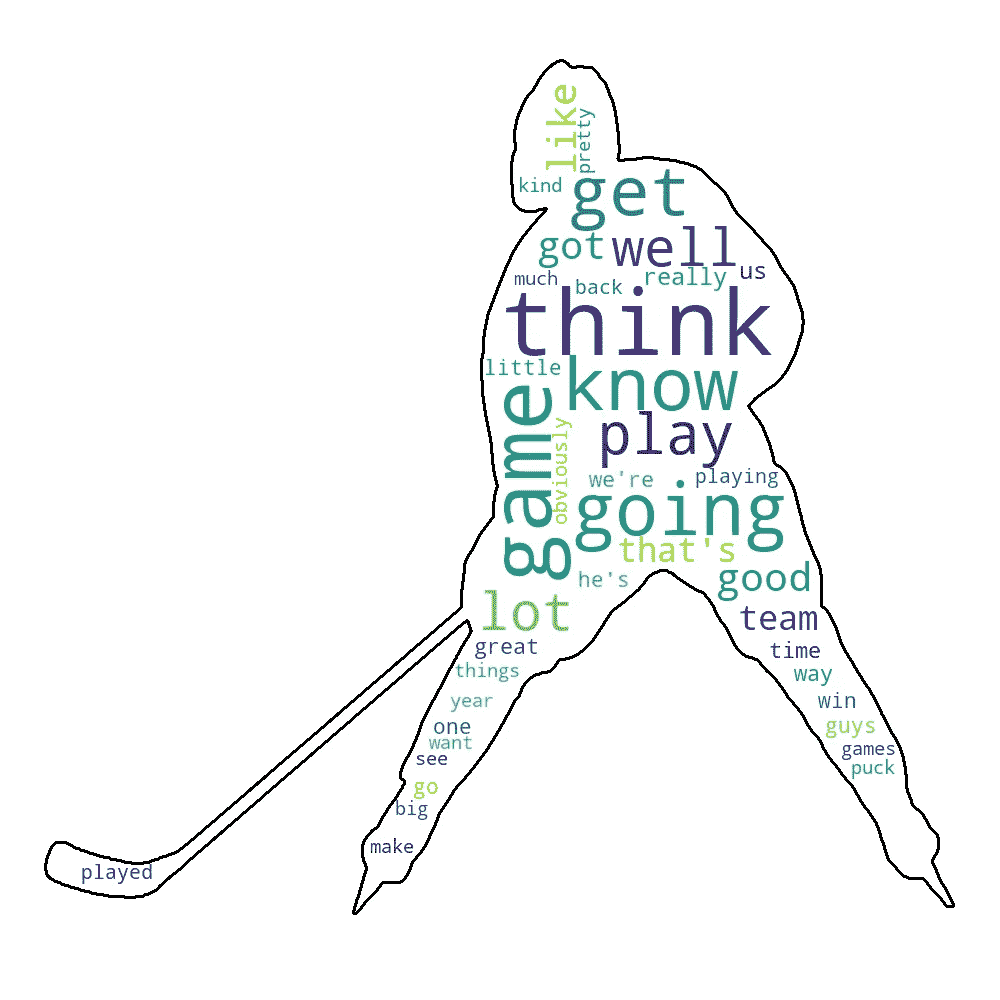 like
pretty
kind
get
got
well
much
back
really
us
think
little
know
game
play
obviously
we're
playing
going
that's
he's
good
lot
team
great
time
things
way
year
win
one
guys
want
games
see
puck
go
big
make
played